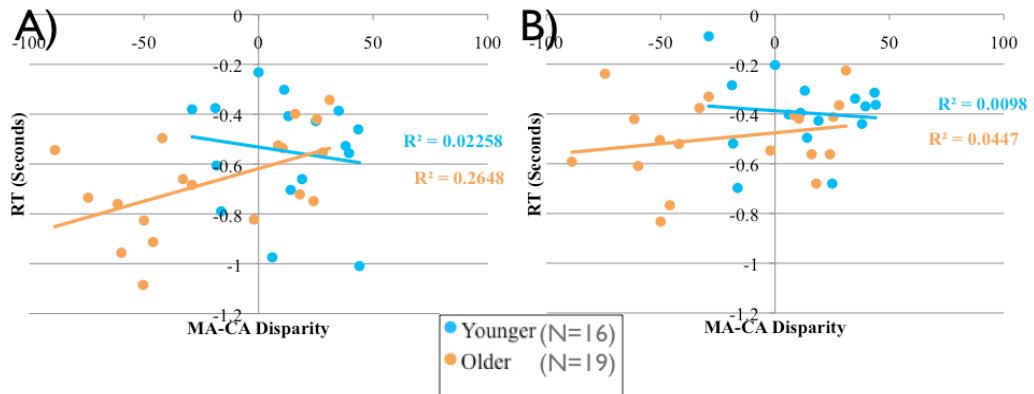 A)
-100
-50
0
50
100
-0.2
-0.4
-0.6
-0.8
-1
-1.2
RT (Seconds)
R² = 0.02258
R² = 0.2648
MA-CA Disparity
B)
-100
-50
0
50
100
-0.2
-0.4
-0.6
-0.8
-1
-1.2
RT (Seconds)
R² = 0.0098
R² = 0.0447
MA-CA Disparity
Younger (N=16)
Older (N=19)